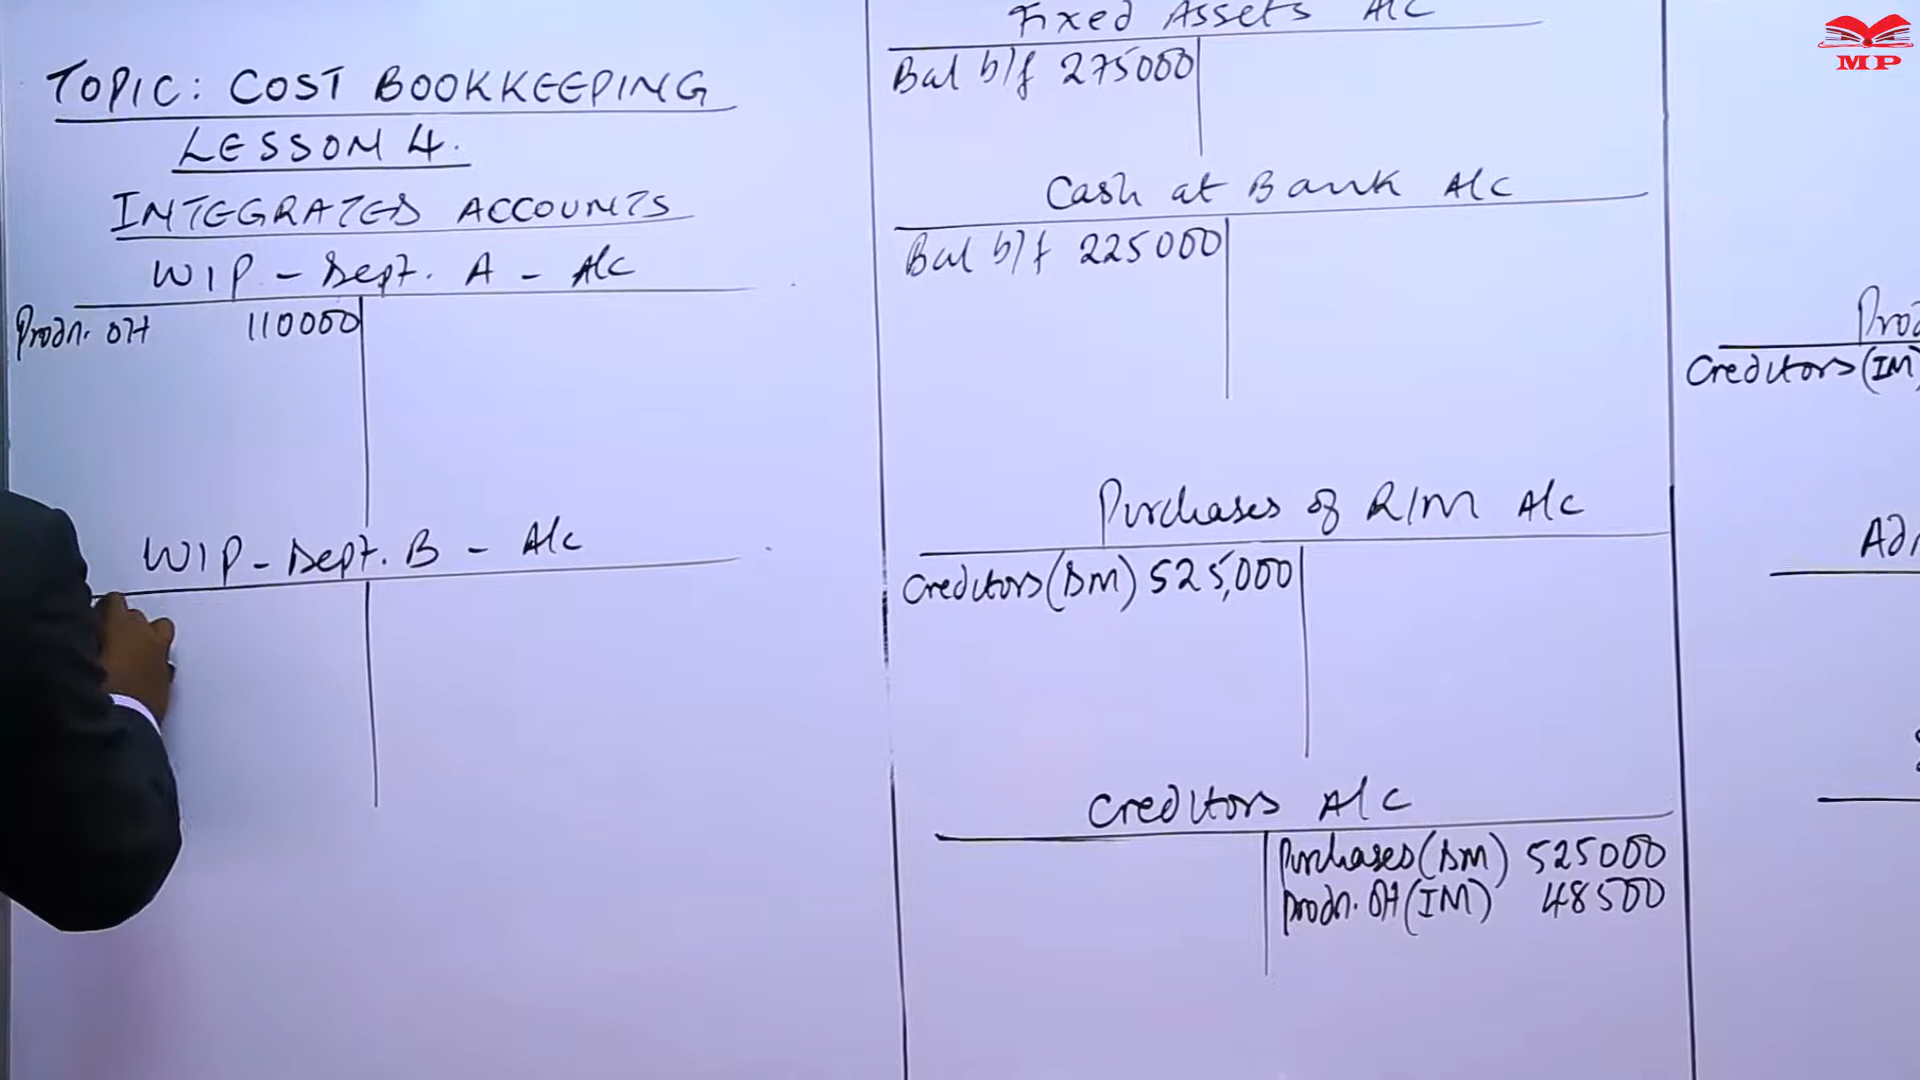 TOPIC: COST BOOKKEEPING
LESSON 4.
INTEGRATED ACCOUNTS
WIP - Dept. A - A/c
Prodn. OH 110000
WIP - Dept. B - A/c
Fixed Assets A/c
Bal b/f 275000
Cash at Bank A/c
Bal b/f 225000
Purchases of R/M A/c
Creditors (DM) 525,000
Creditors A/c
Purchases (DM) 525000
Prodn. OH (IM) 48500
Creditors (IM)
MP